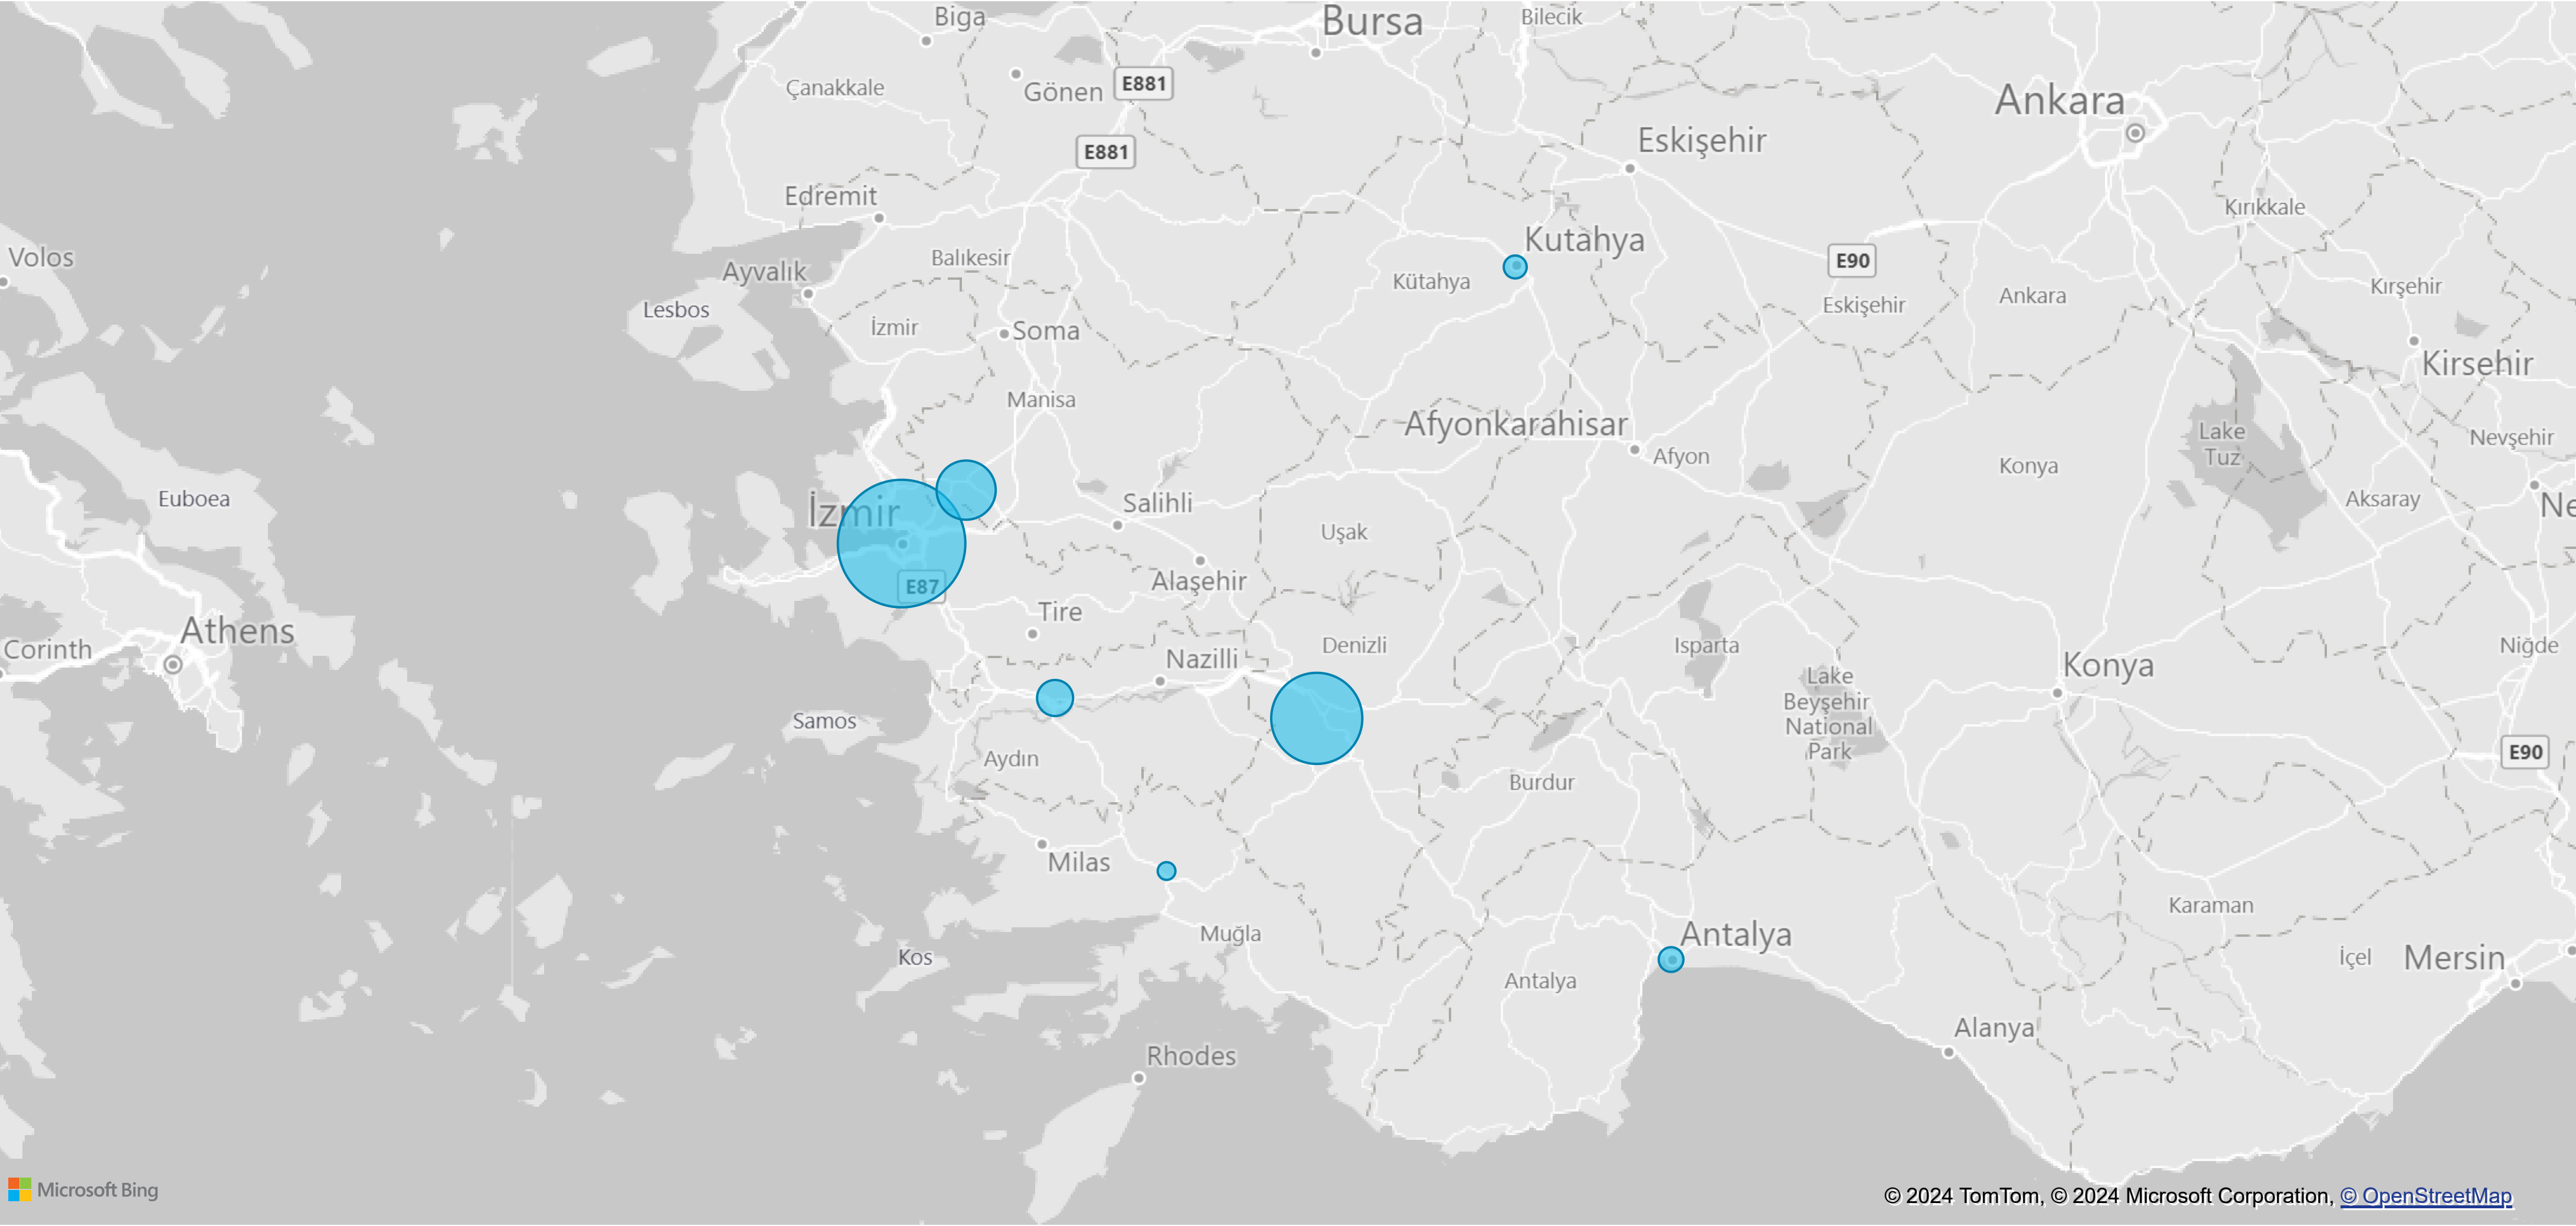 Biga
Bursa
Bilecik
Çanakkale
Gönen
E881
Ankara
E881
Eskişehir
Edremit
Kırıkkale
Volos
Balıkesir
Kutahya
E90
Ayvalık
Kütahya
Kırşehir
Lesbos
Eskişehir
Ankara
İzmir
Soma
Kirsehir
Manisa
Afyonkarahisar
Lake
Tuz
Nevşehir
Afyon
Konya
Euboea
İzmir
Salihli
Aksaray
Ne
Uşak
E87
Alaşehir
Tire
Athens
Corinth
Nazilli
Denizli
Isparta
Niğde
Konya
Lake
Beyşehir
National
Park
Samos
Aydın
Burdur
E90
Milas
Karaman
Muğla
Antalya
Kos
İçel
Mersin
Antalya
Alanya
Rhodes
Microsoft Bing
© 2024 TomTom, © 2024 Microsoft Corporation, © OpenStreetMap